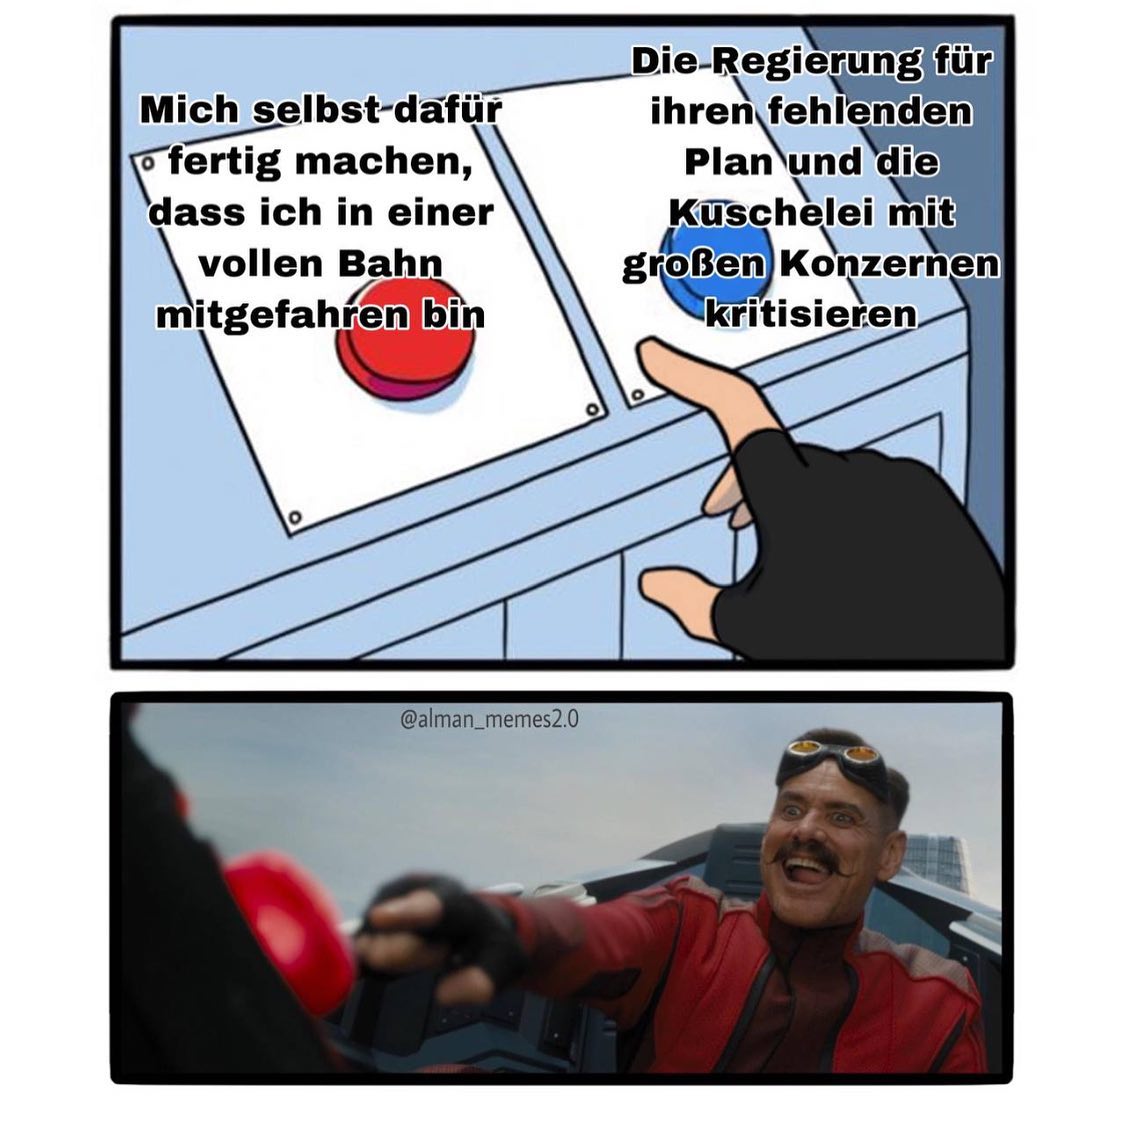 Mich selbst dafür
fertig machen,
dass ich in einer
vollen Bahn
mitgefahren bin
Die Regierung für
ihren fehlenden
Plan und die
Kuschelei mit
großen Konzernen
kritisieren
@alman_memes2.0